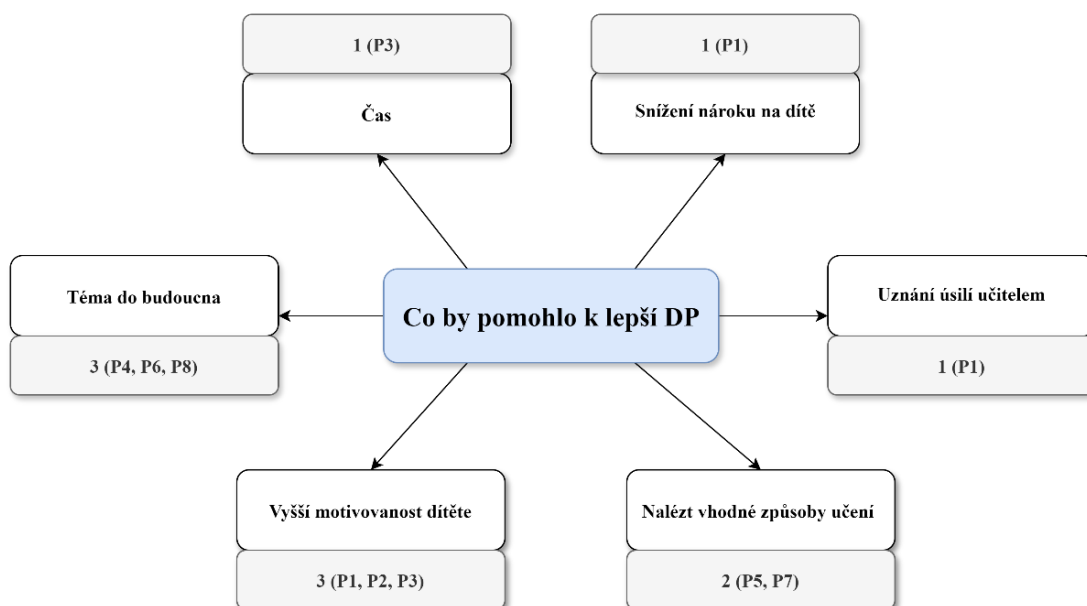 1 (P3)
Čas
1 (P1)
Snížení nároku na dítě
Téma do budoucna
3 (P4, P6, P8)
Co by pomohlo k lepší DP
Uznání úsilí učitelem
1 (P1)
Vyšší motivovanost dítěte
3 (P1, P2, P3)
Nalézt vhodné způsoby učení
2 (P5, P7)